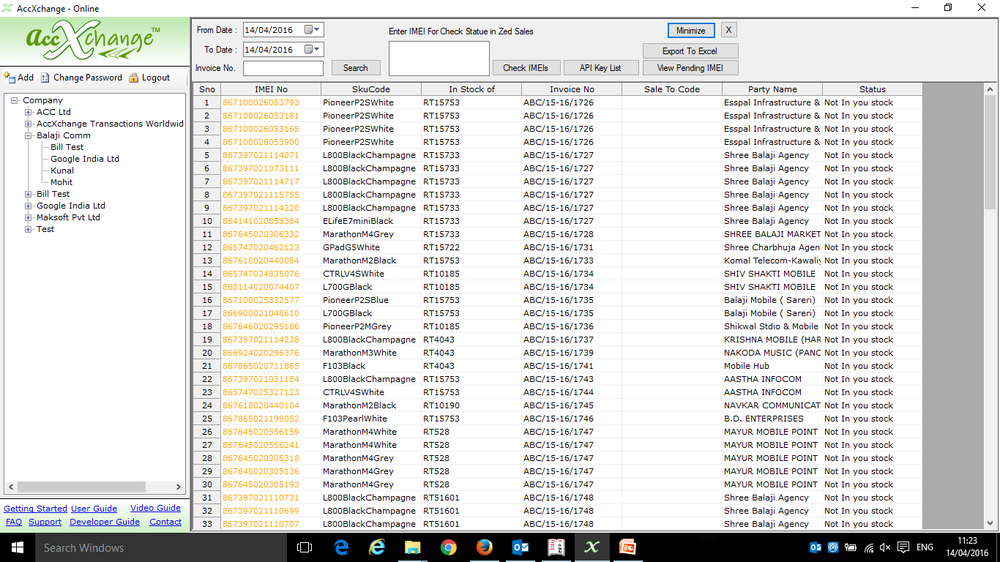 AccXchange - Online
AccXchange™
Add Change Password Logout
Company
ACC Ltd
AccXchange Transactions Worldwid
Balaji Comm
Bill Test
Google India Ltd
Kunal
Mohit
Bill Test
Google India Ltd
Maksoft Pvt Ltd
Test
Getting Started User Guide Video Guide
FAQ Support Developer Guide Contact
From Date : 14/04/2016
To Date : 14/04/2016
Invoice No.
Search
Enter IMEI For Check Statue in Zed Sales
Check IMEIs
API Key List
Minimize X
Export To Excel
View Pending IMEI
Sno IMEI No SkuCode In Stock of Invoice No Sale To Code Party Name Status
1 867100026053793 PioneerP2SWhite RT15753 ABC/15-16/1726 Esspal Infrastructure & Not In you stock
2 867100026053181 PioneerP2SWhite RT15753 ABC/15-16/1726 Esspal Infrastructure & Not In you stock
3 867100026053165 PioneerP2SWhite RT15753 ABC/15-16/1726 Esspal Infrastructure & Not In you stock
4 867100026053900 PioneerP2SWhite RT15753 ABC/15-16/1726 Esspal Infrastructure & Not In you stock
5 867397021114071 L800BlackChampagne RT15733 ABC/15-16/1727 Shree Balaji Agency Not In you stock
6 867397021073111 L800BlackChampagne RT15733 ABC/15-16/1727 Shree Balaji Agency Not In you stock
7 867397021114717 L800BlackChampagne RT15733 ABC/15-16/1727 Shree Balaji Agency Not In you stock
8 867397021115755 L800BlackChampagne RT15733 ABC/15-16/1727 Shree Balaji Agency Not In you stock
9 867397021114220 L800BlackChampagne RT15733 ABC/15-16/1727 Shree Balaji Agency Not In you stock
10 864141020858384 ELifeE7miniBlack RT15733 ABC/15-16/1727 Shree Balaji Agency Not In you stock
11 867645020306332 MarathonM4Grey RT15733 ABC/15-16/1728 SHREE BALAJI MARKET Not In you stock
12 865747020462123 GPadG5White RT15722 ABC/15-16/1731 Shree Charbhuja Agen Not In you stock
13 867618020440054 MarathonM2Black RT15753 ABC/15-16/1733 Komal Telecom-Kawaliy Not In you stock
14 865747024835076 CTRLV4SWhite RT10185 ABC/15-16/1734 SHIV SHAKTI MOBILE Not In you stock
15 868114020074407 L700GBlack RT10185 ABC/15-16/1734 SHIV SHAKTI MOBILE Not In you stock
16 867100025832577 PioneerP2SBlue RT15753 ABC/15-16/1735 Balaji Mobile ( Sareri) Not In you stock
17 866900021048610 L700GBlack RT15753 ABC/15-16/1735 Balaji Mobile ( Sareri) Not In you stock
18 867646020295186 PioneerP2MGrey RT10185 ABC/15-16/1736 Shikwal Stdio & Mobile Not In you stock
19 867397021114238 L800BlackChampagne RT4043 ABC/15-16/1737 KRISHNA MOBILE (HAR Not In you stock
20 866924020296376 MarathonM3White RT4043 ABC/15-16/1739 NAKODA MUSIC (PANC Not In you stock
21 867865020711865 F103Black RT4043 ABC/15-16/1741 Mobile Hub Not In you stock
22 867397021031184 L800BlackChampagne RT15753 ABC/15-16/1743 AASTHA INFOCOM Not In you stock
23 865747025327123 CTRLV4SWhite RT15753 ABC/15-16/1744 AASTHA INFOCOM Not In you stock
24 867618020440104 MarathonM2Black RT10190 ABC/15-16/1745 NAVKAR COMMUNICAT Not In you stock
25 867865021199052 F103PearlWhite RT15753 ABC/15-16/1746 B.D. ENTERPRISES Not In you stock
26 867645020556159 MarathonM4White RT528 ABC/15-16/1747 MAYUR MOBILE POINT Not In you stock
27 867645020556241 MarathonM4White RT528 ABC/15-16/1747 MAYUR MOBILE POINT Not In you stock
28 867645020305318 MarathonM4Grey RT528 ABC/15-16/1747 MAYUR MOBILE POINT Not In you stock
29 867645020305136 MarathonM4Grey RT528 ABC/15-16/1747 MAYUR MOBILE POINT Not In you stock
30 867645020305193 MarathonM4Grey RT528 ABC/15-16/1747 MAYUR MOBILE POINT Not In you stock
31 867397021110731 L800BlackChampagne RT51601 ABC/15-16/1748 Shree Balaji Agency Not In you stock
32 867397021110699 L800BlackChampagne RT51601 ABC/15-16/1748 Shree Balaji Agency Not In you stock
33 867397021110707 L800BlackChampagne RT51601 ABC/15-16/1748 Shree Balaji Agency Not In you stock
Search Windows
ENG
11:23
14/04/2016